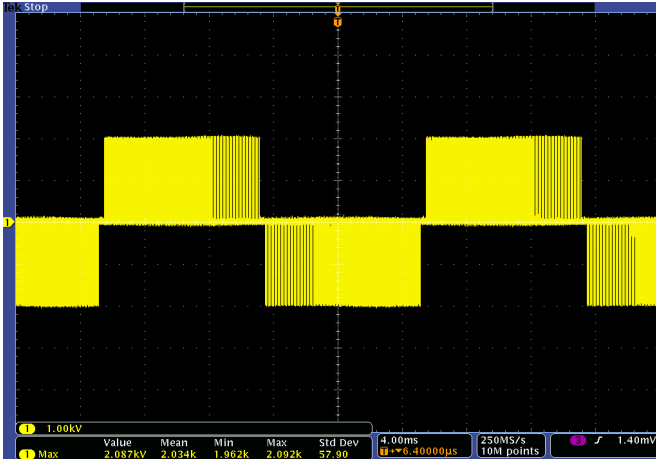 Tek Stop
T
T
1
1 1.00kV
Value Mean Min Max Std Dev
1 Max 2.087kV 2.034k 1.962k 2.092k 57.90
4.00ms
T→▼6.40000µs
250MS/s
10M points
3 ʃ 1.40mV